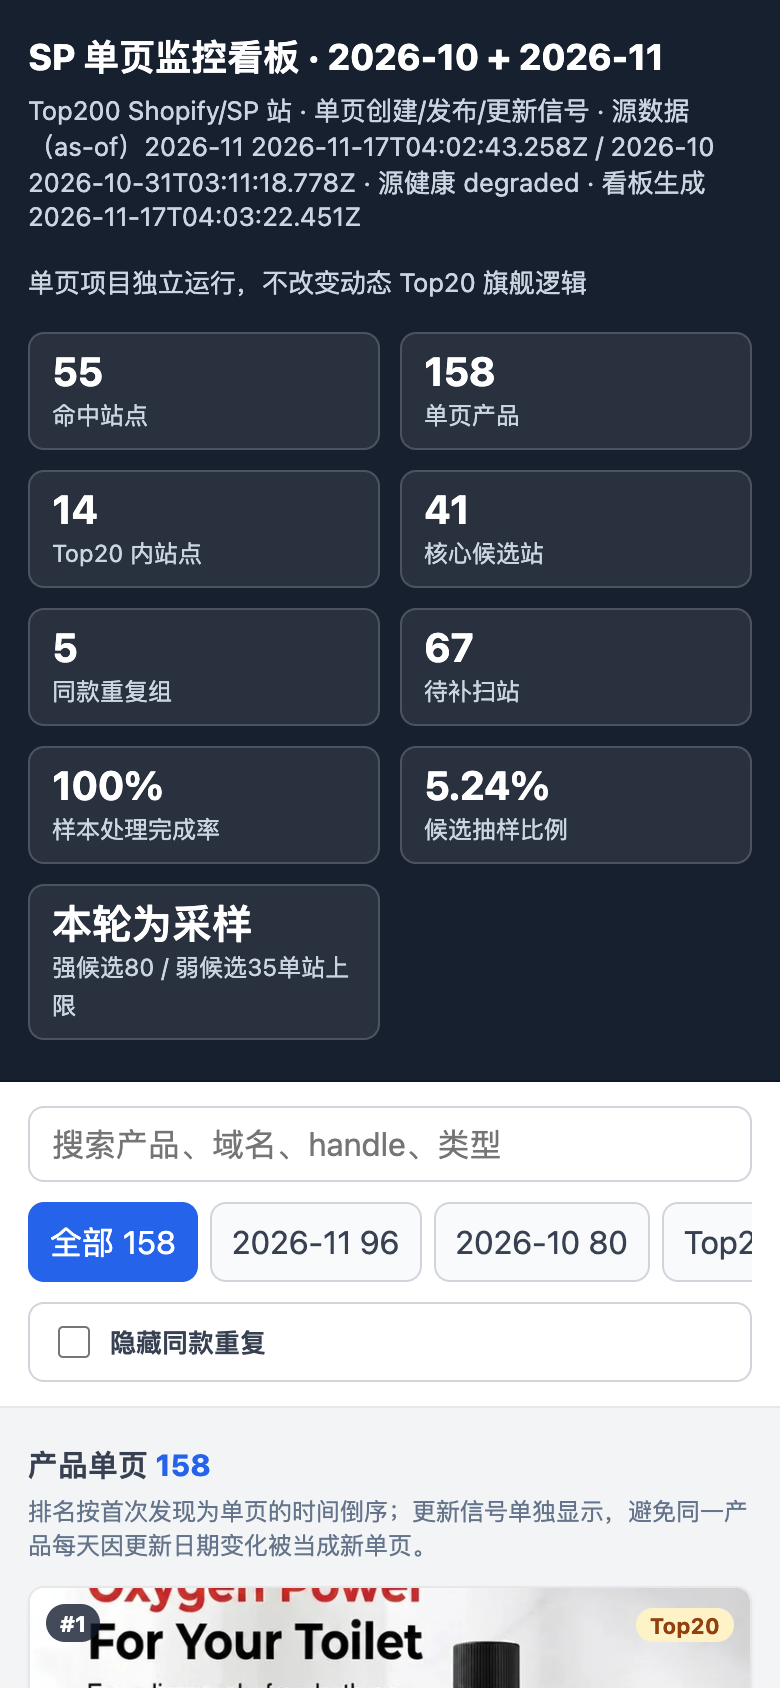 SP 单页监控看板 · 2026-10 + 2026-11
Top200 Shopify/SP 站 · 单页创建/发布/更新信号 · 源数据
（as-of）2026-11 2026-11-17T04:02:43.258Z / 2026-10
2026-10-31T03:11:18.778Z · 源健康 degraded · 看板生成
2026-11-17T04:03:22.451Z
单页项目独立运行，不改变动态 Top20 旗舰逻辑
55
命中站点
158
单页产品
14
Top20 内站点
41
核心候选站
5
同款重复组
67
待补扫站
100%
样本处理完成率
5.24%
候选抽样比例
本轮为采样
强候选80 / 弱候选35单站上
限
搜索产品、域名、handle、类型
全部 158
2026-11 96
2026-10 80
Top2
隐藏同款重复
产品单页 158
排名按首次发现为单页的时间倒序；更新信号单独显示，避免同一产
品每天因更新日期变化被当成新单页。
Oxygen Power
#1
Top20
For Your Toilet